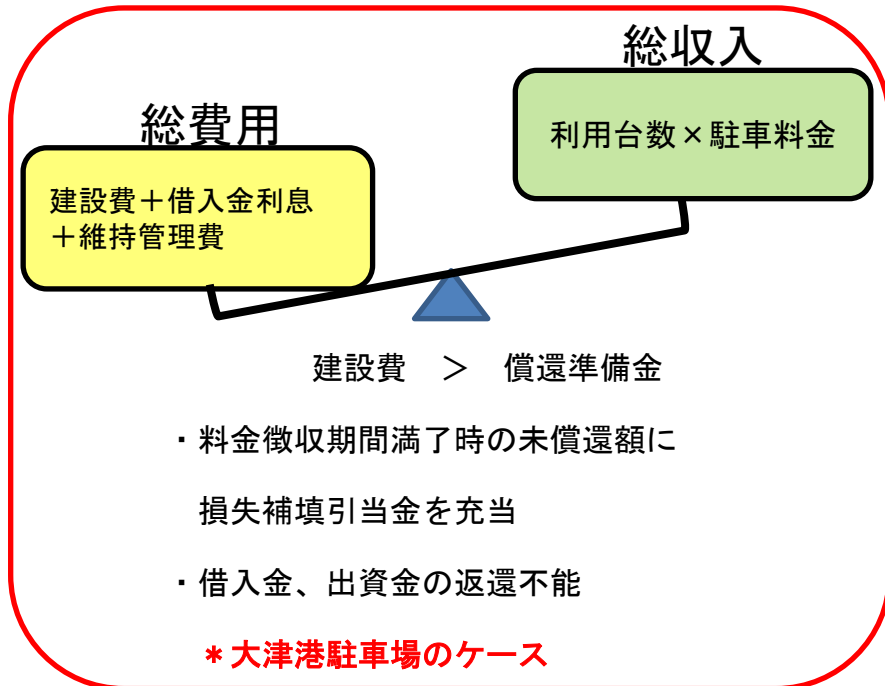 総収入
利用台数×駐車料金
総費用
建設費＋借入金利息
＋維持管理費
建設費　＞　償還準備金
・料金徴収期間満了時の未償還額に
損失補填引当金を充当
・借入金、出資金の返還不能
＊大津港駐車場のケース